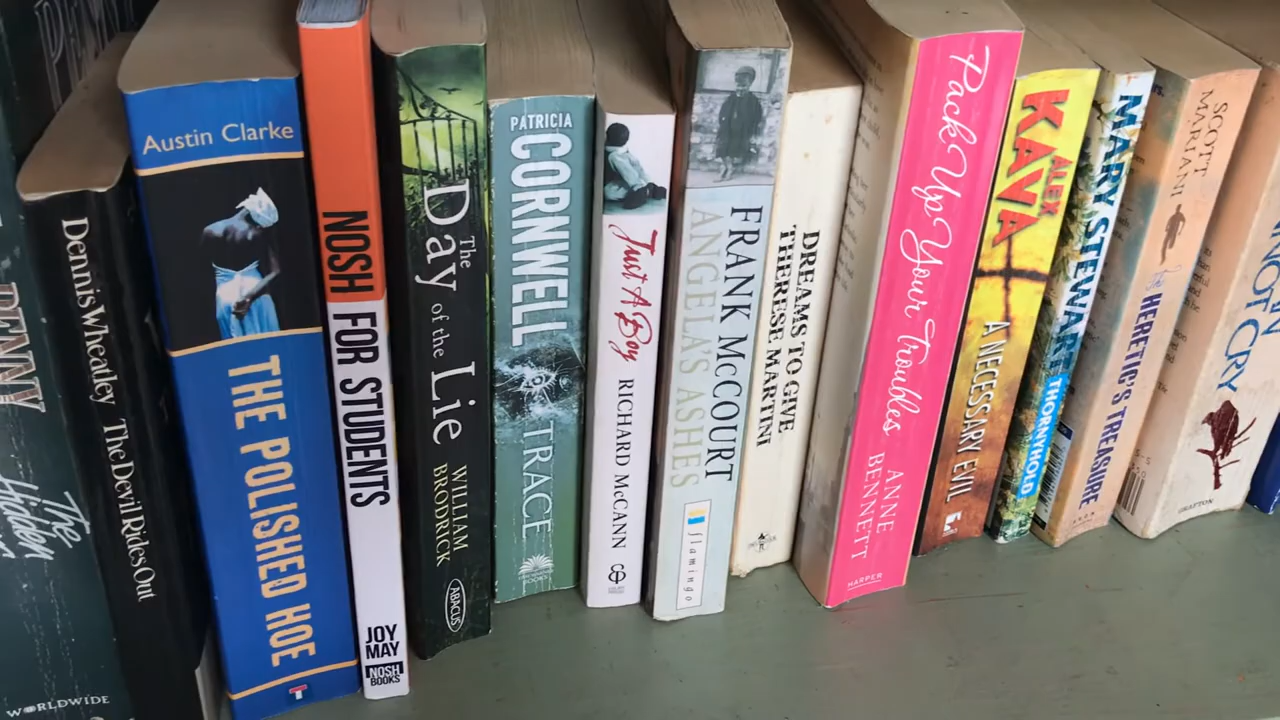 PENNY
The Hidden
WORLDWIDE
Dennis Wheatley The Devil Rides Out
Austin Clarke
THE POLISHED HOE
T
NOSH FOR STUDENTS
JOY MAY
NOSH BOOKS
The Day of the Lie
WILLIAM BRODRICK
ABACUS
PATRICIA CORNWELL
TRACE
Just A Boy RICHARD McCANN
FRANK McCOURT
ANGELA'S ASHES
flamingo
DREAMS TO GIVE
THERESE MARTINI
Pack Up Your Troubles ANNE BENNETT
HARPER
ALEX KAVA
A NECESSARY EVIL
MARY STEWART THORNYHOLD
SCOTT MARIANI The HERETIC'S TREASURE
NOT CRY
GRAFTON